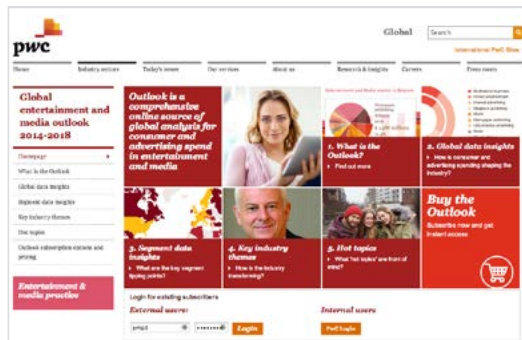 pwc
Global
Search
International PwC Sites
Home
Industry sectors
Today's issues
Our services
About us
Research & insights
Careers
Press room
Global
entertainment and
media outlook
2014-2018
Homepage
What is the Outlook
Global data insights
Segment data insights
Key industry themes
Hot topics
Outlook subscription options and
pricing
Entertainment &
media practice
Outlook is a
comprehensive
online source of
global analysis for
consumer and
advertising spend
in entertainment
and media
1. What is the
Outlook?
Find out more
2. Global data insights
How is consumer and
advertising spending shaping the
industry?
3. Segment data
insights
What are the key segment
tipping points?
4. Key industry
themes
How is the industry
transforming?
5. Hot topics
What 'hot topics' are front of
mind?
Buy the
Outlook
Subscribe now and get
instant access
Login for existing subscribers
External users:
Login
Internal users
PwC Login